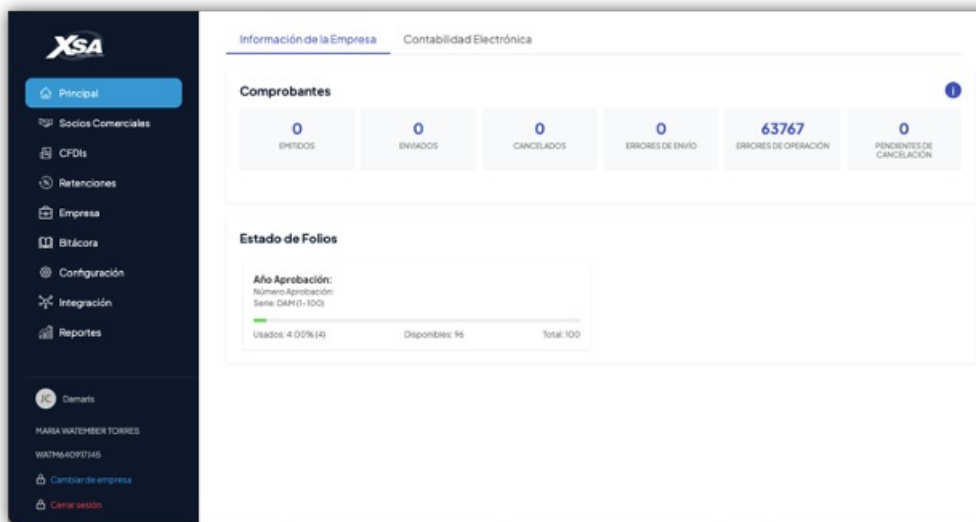 XSA
Principal
Socios Comerciales
CFDIs
Retenciones
Empresa
Bitácora
Configuración
Integración
Reportes
JC Damaris
MARIA WATEMBER TORRES
WATM640917J45
Cambiar de empresa
Cerrar sesión
Información de la Empresa Contabilidad Electrónica
Comprobantes
0 0 0 0 63767 0
EMITIDOS ENVIADOS CANCELADOS ERRORES DE ENVÍO ERRORES DE OPERACIÓN PENDIENTES DE
CANCELACIÓN
Estado de Folios
Año Aprobación:
Número Aprobación:
Serie: DAM (1-100)
Usados: 4.00% (4) Disponibles: 96 Total: 100